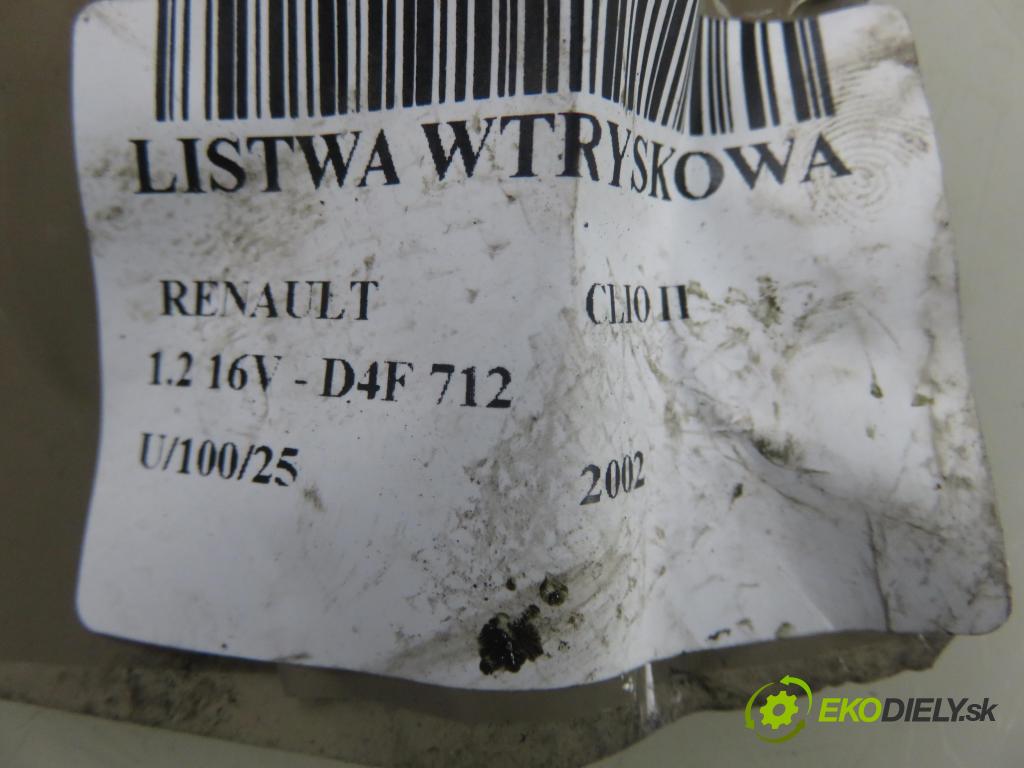 LISTWA WTRYSKOWA
RENAULT CLIO II
1.2 16V - D4F 712
U/100/25 2002
EKODIELY.sk